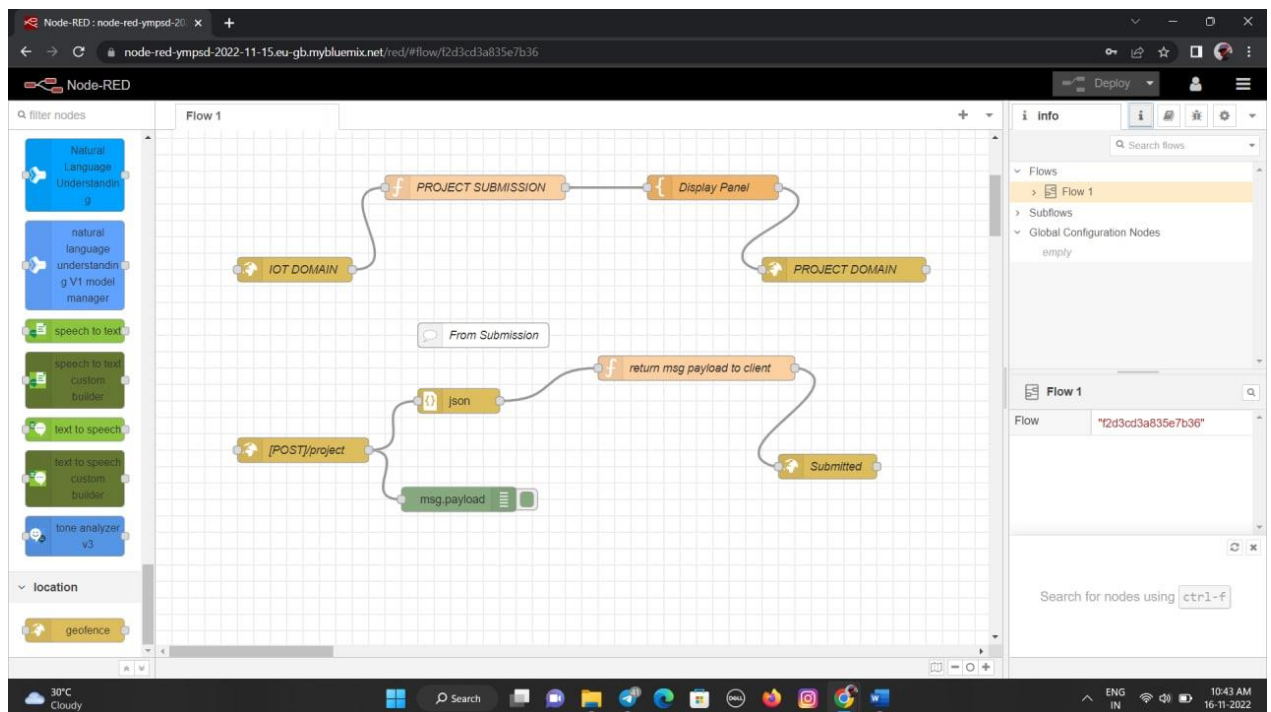 Node-RED : node-red-ympsd-20
node-red-ympsd-2022-11-15.eu-gb.mybluemix.net/red/#flow/f2d3cd3a835e7b36
Node-RED
Deploy
filter nodes
Natural
Language
Understandin
g
natural
language
understandin
g V1 model
manager
speech to text
speech to text
custom
builder
text to speech
text to speech
custom
builder
tone analyzer
v3
location
geofence
Flow 1
PROJECT SUBMISSION
Display Panel
IOT DOMAIN
PROJECT DOMAIN
From Submission
return msg payload to client
json
[POST]/project
Submitted
msg.payload
i info
i
Search flows
Flows
Flow 1
Subflows
Global Configuration Nodes
empty
Flow 1
Flow "f2d3cd3a835e7b36"
Search for nodes using ctrl-f
30°C
Cloudy
Search
DELL
W
ENG
IN
10:43 AM
16-11-2022